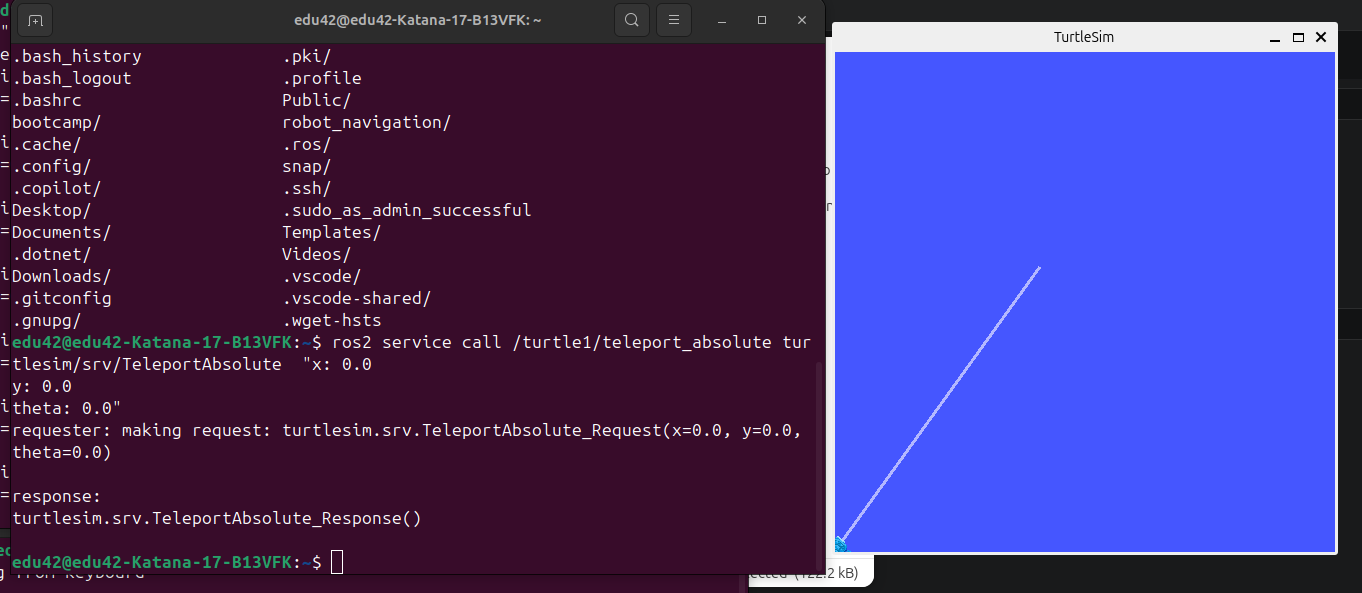 edu42@edu42-Katana-17-B13VFK: ~
TurtleSim
.bash_history .pki/
.bash_logout .profile
.bashrc Public/
bootcamp/ robot_navigation/
.cache/ .ros/
.config/ snap/
.copilot/ .ssh/
Desktop/ .sudo_as_admin_successful
Documents/ Templates/
.dotnet/ Videos/
Downloads/ .vscode/
.gitconfig .vscode-shared/
.gnupg/ .wget-hsts
edu42@edu42-Katana-17-B13VFK:~$ ros2 service call /turtle1/teleport_absolute tur
tlesim/srv/TeleportAbsolute  "x: 0.0
y: 0.0
theta: 0.0"
requester: making request: turtlesim.srv.TeleportAbsolute_Request(x=0.0, y=0.0,
theta=0.0)
response:
turtlesim.srv.TeleportAbsolute_Response()
edu42@edu42-Katana-17-B13VFK:~$